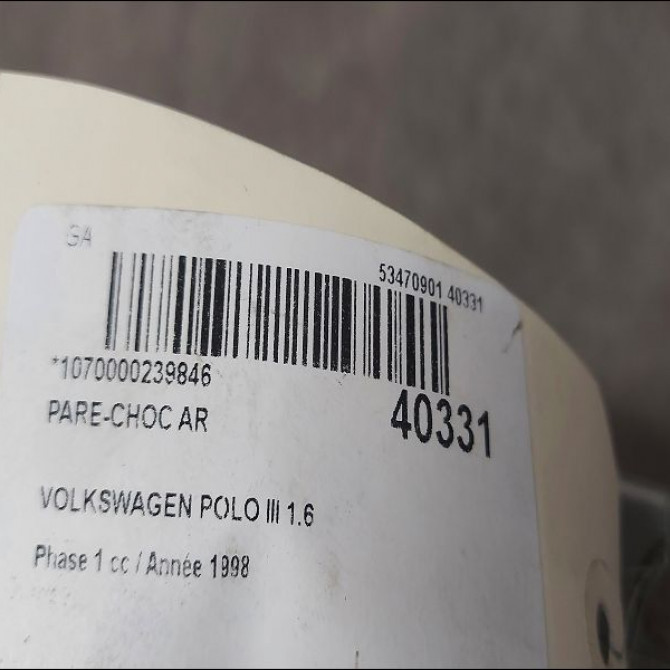 GA
53470901 40331
*1070000239846
PARE-CHOC AR
40331
VOLKSWAGEN POLO III 1.6
Phase 1 cc / Année 1998